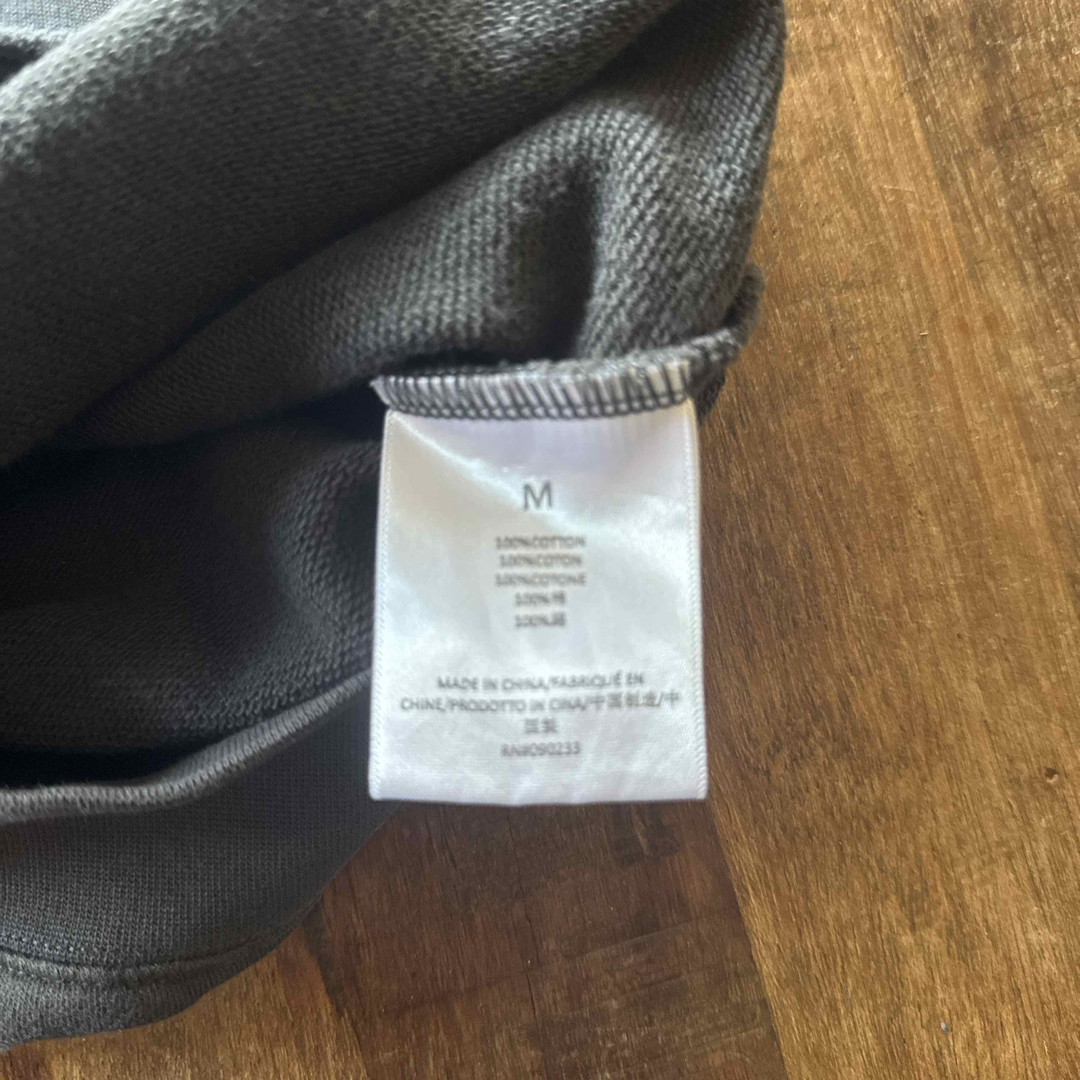 M
100%COTTON
100%COTON
100%COTONE
100%棉
100%綿
MADE IN CHINA/FABRIQUÉ EN
CHINE/PRODOTTO IN CINA/中国创造/中
国製
RN#090233